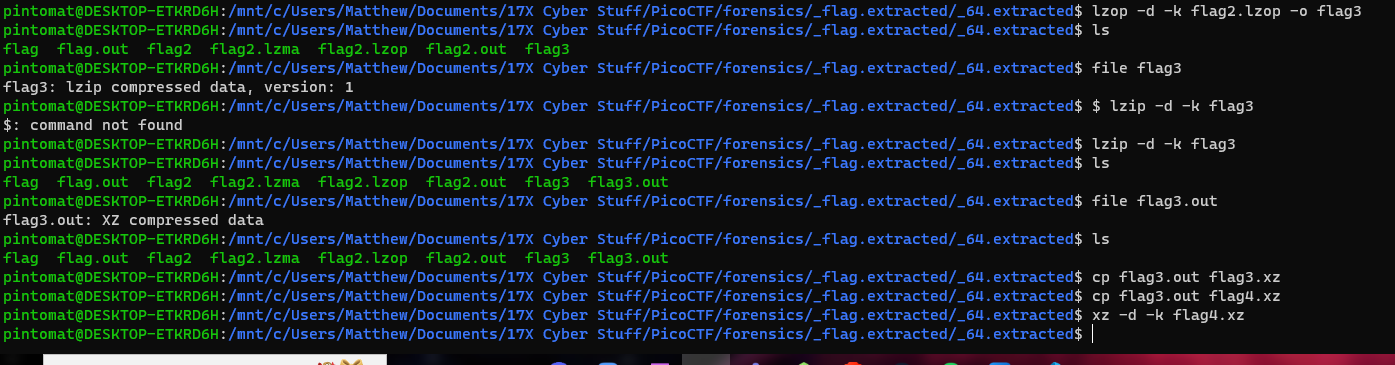 pintomat@DESKTOP-ETKRD6H:/mnt/c/Users/Matthew/Documents/17X Cyber Stuff/PicoCTF/forensics/_flag.extracted/_64.extracted$ lzop -d -k flag2.lzop -o flag3
pintomat@DESKTOP-ETKRD6H:/mnt/c/Users/Matthew/Documents/17X Cyber Stuff/PicoCTF/forensics/_flag.extracted/_64.extracted$ ls
flag  flag.out  flag2  flag2.lzma  flag2.lzop  flag2.out  flag3
pintomat@DESKTOP-ETKRD6H:/mnt/c/Users/Matthew/Documents/17X Cyber Stuff/PicoCTF/forensics/_flag.extracted/_64.extracted$ file flag3
flag3: lzip compressed data, version: 1
pintomat@DESKTOP-ETKRD6H:/mnt/c/Users/Matthew/Documents/17X Cyber Stuff/PicoCTF/forensics/_flag.extracted/_64.extracted$ $ lzip -d -k flag3
$: command not found
pintomat@DESKTOP-ETKRD6H:/mnt/c/Users/Matthew/Documents/17X Cyber Stuff/PicoCTF/forensics/_flag.extracted/_64.extracted$ lzip -d -k flag3
pintomat@DESKTOP-ETKRD6H:/mnt/c/Users/Matthew/Documents/17X Cyber Stuff/PicoCTF/forensics/_flag.extracted/_64.extracted$ ls
flag  flag.out  flag2  flag2.lzma  flag2.lzop  flag2.out  flag3  flag3.out
pintomat@DESKTOP-ETKRD6H:/mnt/c/Users/Matthew/Documents/17X Cyber Stuff/PicoCTF/forensics/_flag.extracted/_64.extracted$ file flag3.out
flag3.out: XZ compressed data
pintomat@DESKTOP-ETKRD6H:/mnt/c/Users/Matthew/Documents/17X Cyber Stuff/PicoCTF/forensics/_flag.extracted/_64.extracted$ ls
flag  flag.out  flag2  flag2.lzma  flag2.lzop  flag2.out  flag3  flag3.out
pintomat@DESKTOP-ETKRD6H:/mnt/c/Users/Matthew/Documents/17X Cyber Stuff/PicoCTF/forensics/_flag.extracted/_64.extracted$ cp flag3.out flag3.xz
pintomat@DESKTOP-ETKRD6H:/mnt/c/Users/Matthew/Documents/17X Cyber Stuff/PicoCTF/forensics/_flag.extracted/_64.extracted$ cp flag3.out flag4.xz
pintomat@DESKTOP-ETKRD6H:/mnt/c/Users/Matthew/Documents/17X Cyber Stuff/PicoCTF/forensics/_flag.extracted/_64.extracted$ xz -d -k flag4.xz
pintomat@DESKTOP-ETKRD6H:/mnt/c/Users/Matthew/Documents/17X Cyber Stuff/PicoCTF/forensics/_flag.extracted/_64.extracted$